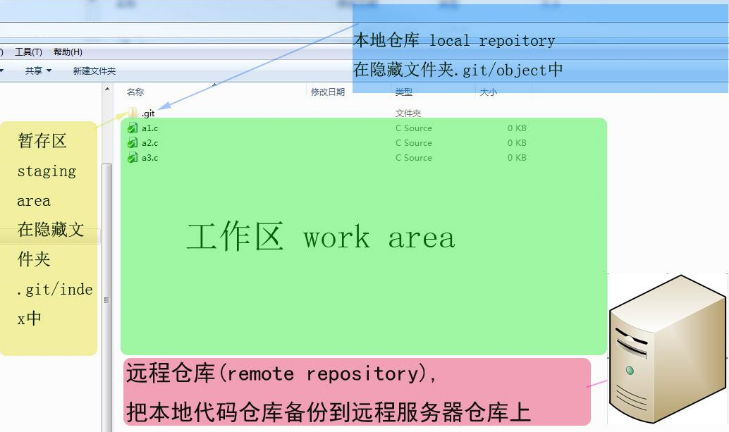 本地仓库 local repoitory
在隐藏文件夹.git/object中
工具(T) 帮助(H)
共享 新建文件夹
名称 修改日期 类型 大小
.git 文件夹
a1.c C Source 0 KB
a2.c C Source 0 KB
a3.c C Source 0 KB
暂存区
staging
area
在隐藏文
件夹
.git/inde
x中
工作区 work area
远程仓库(remote repository),
把本地代码仓库备份到远程服务器仓库上